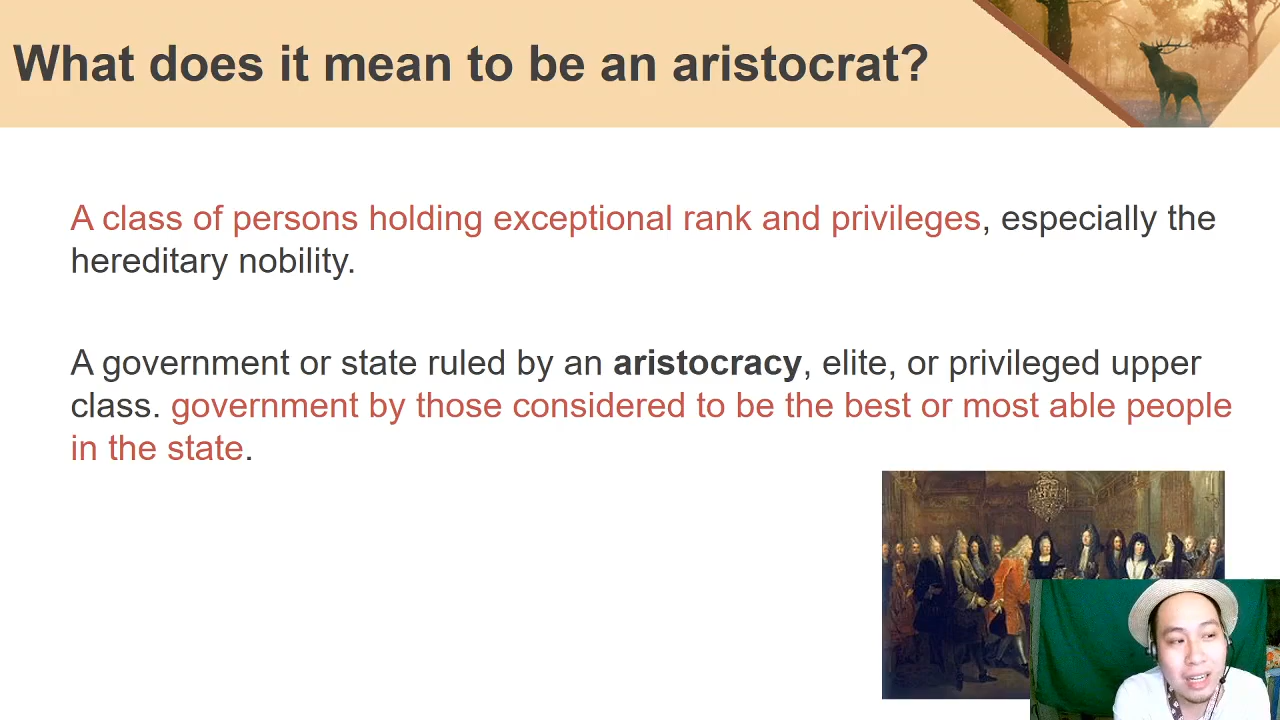 What does it mean to be an aristocrat?
A class of persons holding exceptional rank and privileges, especially the
hereditary nobility.
A government or state ruled by an aristocracy, elite, or privileged upper
class. government by those considered to be the best or most able people
in the state.